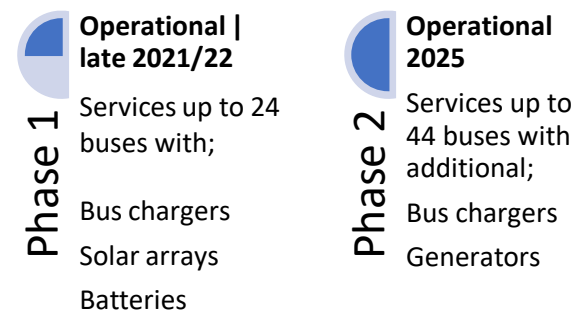 Phase 1
Operational |
late 2021/22
Services up to 24
buses with;
Bus chargers
Solar arrays
Batteries
Phase 2
Operational
2025
Services up to
44 buses with
additional;
Bus chargers
Generators